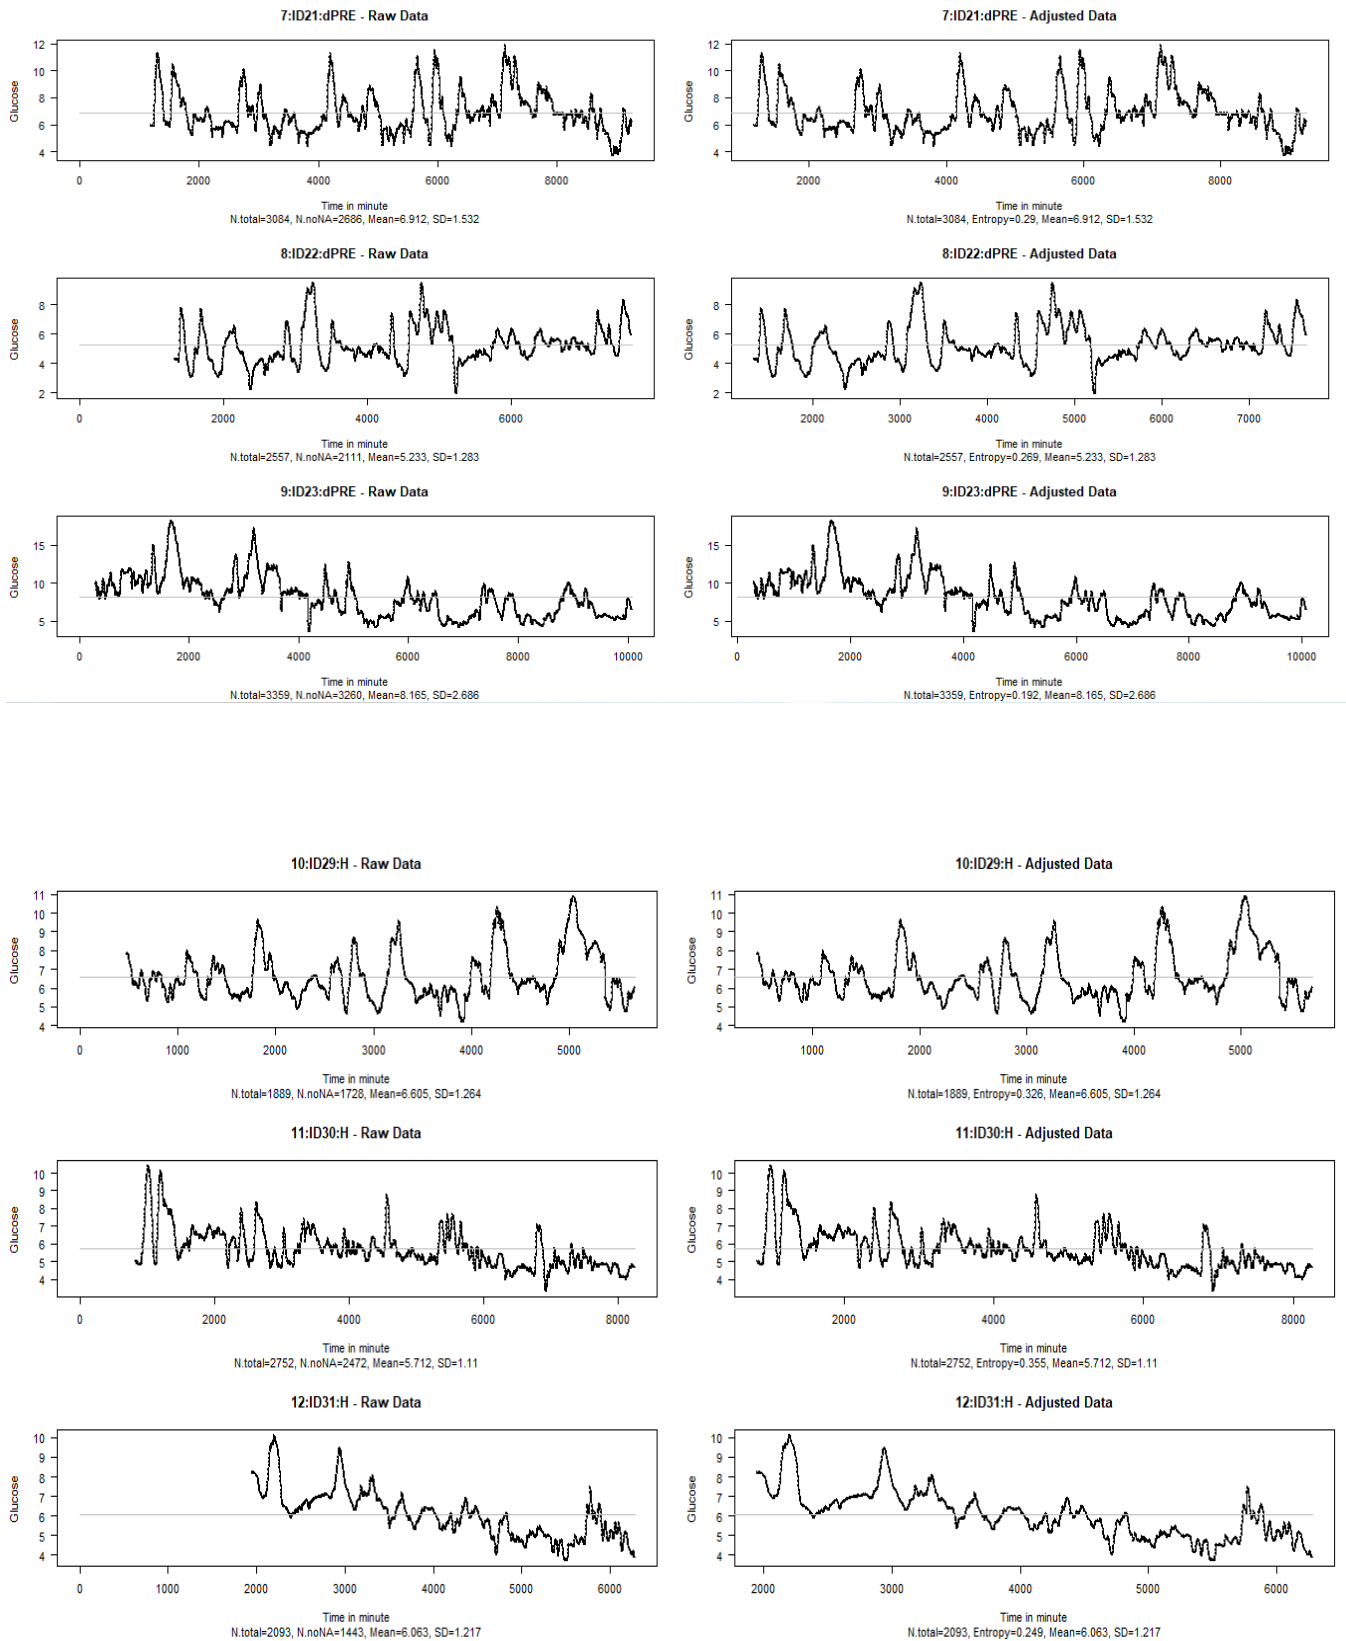 7:ID21:dPRE - Raw Data
12
10
8
6
4
Glucose
0 2000 4000 6000 8000
Time in minute
N.total=3084, N.noNA=2686, Mean=6.912, SD=1.532
7:ID21:dPRE - Adjusted Data
12
10
8
6
4
Glucose
2000 4000 6000 8000
Time in minute
N.total=3084, Entropy=0.29, Mean=6.912, SD=1.532
8:ID22:dPRE - Raw Data
8
6
4
2
Glucose
0 2000 4000 6000
Time in minute
N.total=2557, N.noNA=2111, Mean=5.233, SD=1.283
8:ID22:dPRE - Adjusted Data
8
6
4
2
Glucose
2000 3000 4000 5000 6000 7000
Time in minute
N.total=2557, Entropy=0.269, Mean=5.233, SD=1.283
9:ID23:dPRE - Raw Data
15
10
5
Glucose
0 2000 4000 6000 8000 10000
Time in minute
N.total=3359, N.noNA=3260, Mean=8.165, SD=2.686
9:ID23:dPRE - Adjusted Data
15
10
5
Glucose
0 2000 4000 6000 8000 10000
Time in minute
N.total=3359, Entropy=0.192, Mean=8.165, SD=2.686
10:ID29:H - Raw Data
11
10
9
8
7
6
5
4
Glucose
0 1000 2000 3000 4000 5000
Time in minute
N.total=1889, N.noNA=1728, Mean=6.605, SD=1.264
10:ID29:H - Adjusted Data
11
10
9
8
7
6
5
4
Glucose
1000 2000 3000 4000 5000
Time in minute
N.total=1889, Entropy=0.326, Mean=6.605, SD=1.264
11:ID30:H - Raw Data
10
9
8
7
6
5
4
Glucose
0 2000 4000 6000 8000
Time in minute
N.total=2752, N.noNA=2472, Mean=5.712, SD=1.11
11:ID30:H - Adjusted Data
10
9
8
7
6
5
4
Glucose
2000 4000 6000 8000
Time in minute
N.total=2752, Entropy=0.355, Mean=5.712, SD=1.11
12:ID31:H - Raw Data
10
9
8
7
6
5
4
Glucose
0 1000 2000 3000 4000 5000 6000
Time in minute
N.total=2093, N.noNA=1443, Mean=6.063, SD=1.217
12:ID31:H - Adjusted Data
10
9
8
7
6
5
4
Glucose
2000 3000 4000 5000 6000
Time in minute
N.total=2093, Entropy=0.249, Mean=6.063, SD=1.217